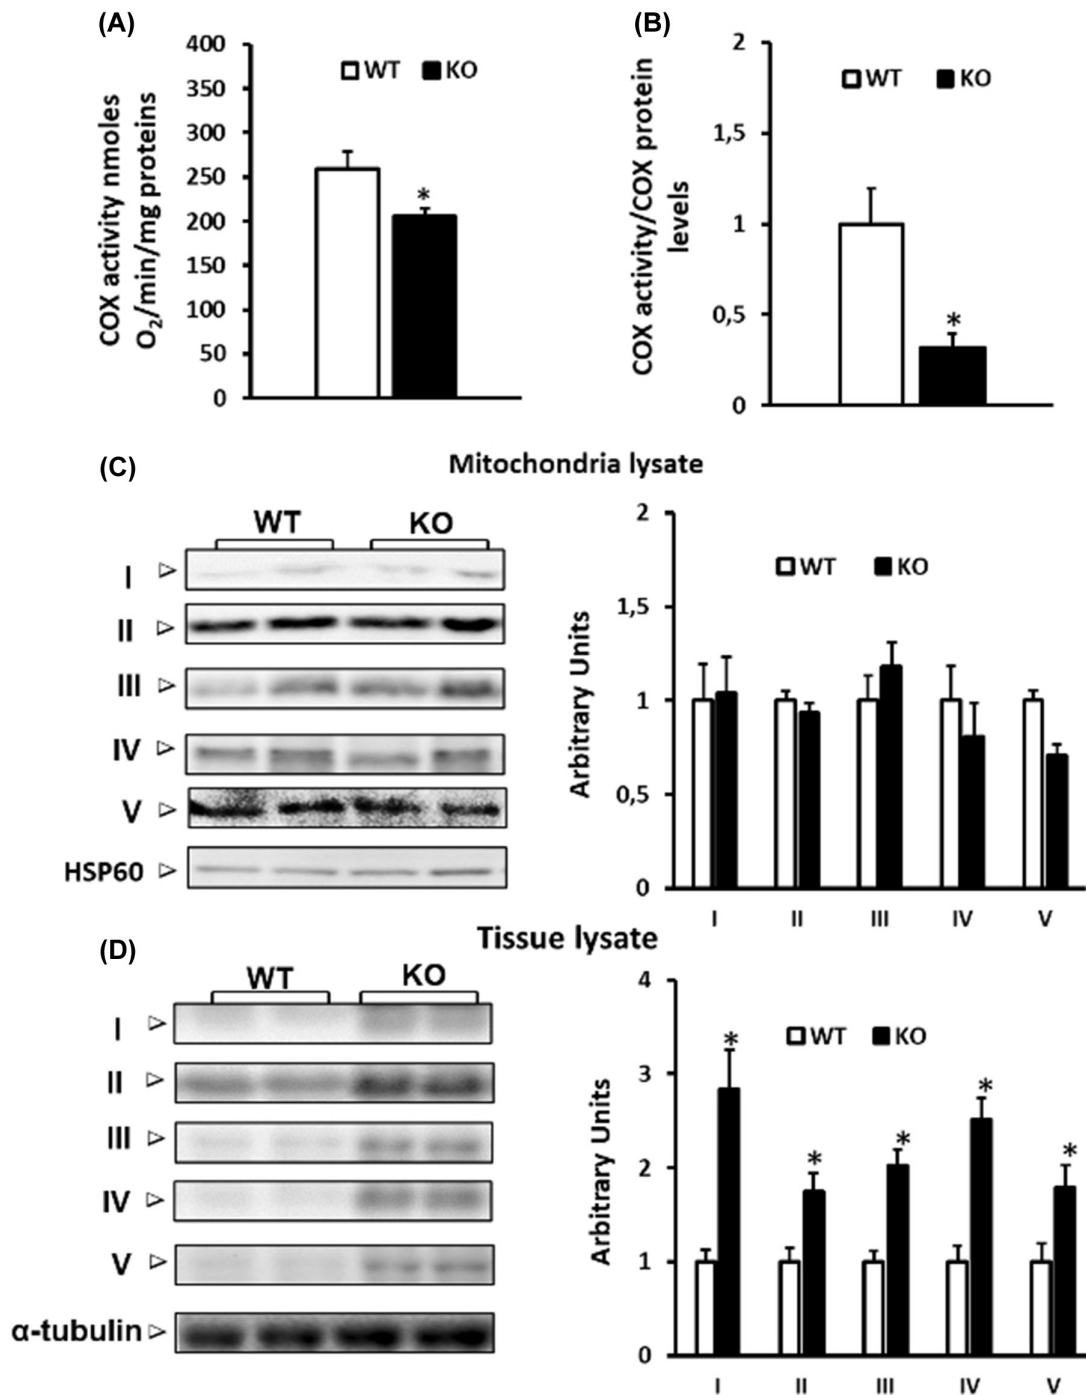 (A)
400
350
300
250
200
150
100
50
0
COX activity nmoles
O₂/min/mg proteins
WT KO
*
(B)
2
1,5
1
0,5
0
COX activity/COX protein
levels
WT KO
*
(C)
Mitochondria lysate
WT KO
I
II
III
IV
V
HSP60
2
1,5
1
0,5
0
Arbitrary Units
WT KO
I II III IV V
(D)
Tissue lysate
WT KO
I
II
III
IV
V
α-tubulin
4
3
2
1
0
Arbitrary Units
WT KO
* * * * *
I II III IV V